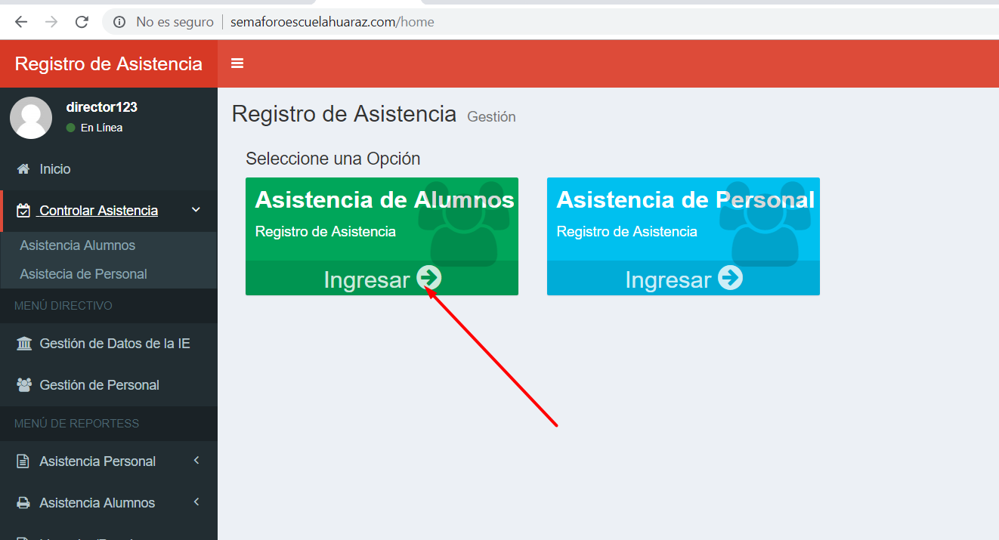 No es seguro | semaforoescuelahuaraz.com/home
Registro de Asistencia
director123
En Línea
Inicio
Controlar Asistencia
Asistencia Alumnos
Asistecia de Personal
MENÚ DIRECTIVO
Gestión de Datos de la IE
Gestión de Personal
MENÚ DE REPORTESS
Asistencia Personal
Asistencia Alumnos
Registro de Asistencia Gestión
Seleccione una Opción
Asistencia de Alumnos
Registro de Asistencia
Ingresar
Asistencia de Personal
Registro de Asistencia
Ingresar